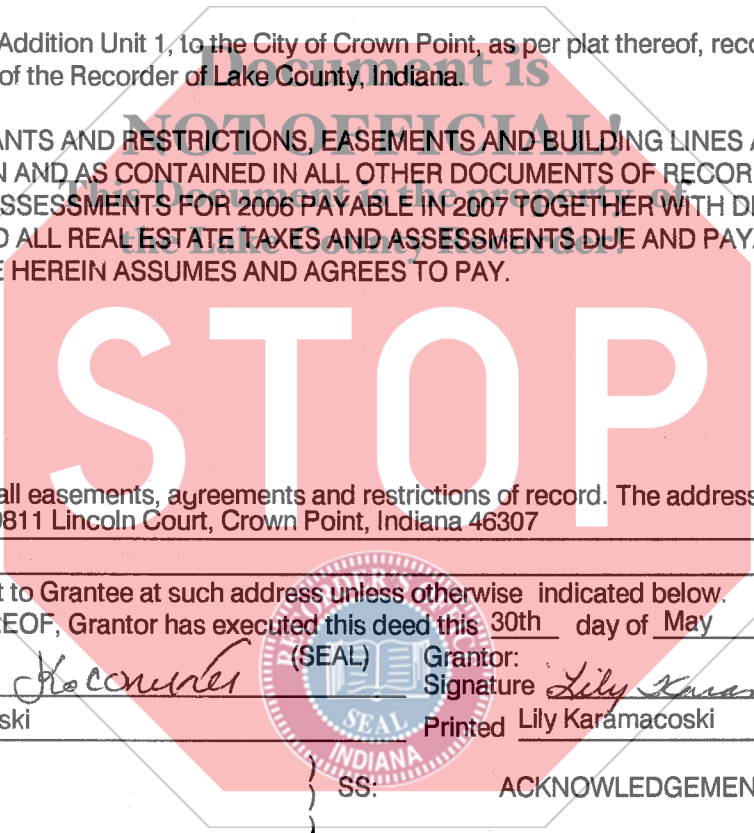 Addition Unit 1, to the City of Crown Point, as per plat thereof, reco
Document is
of the Recorder of Lake County, Indiana.
NOT OFFICIAL!
ANTS AND RESTRICTIONS, EASEMENTS AND BUILDING LINES A
N AND AS CONTAINED IN ALL OTHER DOCUMENTS OF RECOR
This Document is the property of
SSESSMENTS FOR 2006 PAYABLE IN 2007 TOGETHER WITH DE
the Lake County Recorder!
D ALL REAL ESTATE TAXES AND ASSESSMENTS DUE AND PAYA
E HEREIN ASSUMES AND AGREES TO PAY.
STOP
all easements, agreements and restrictions of record. The address
9811 Lincoln Court, Crown Point, Indiana 46307
t to Grantee at such address unless otherwise indicated below.
EOF, Grantor has executed this deed this 30th day of May
RECORDER'S OFFICE
(SEAL) Grantor:
Signature Lily
ski
SEAL
Printed Lily Karamacoski
INDIANA
SS: ACKNOWLEDGEMEN